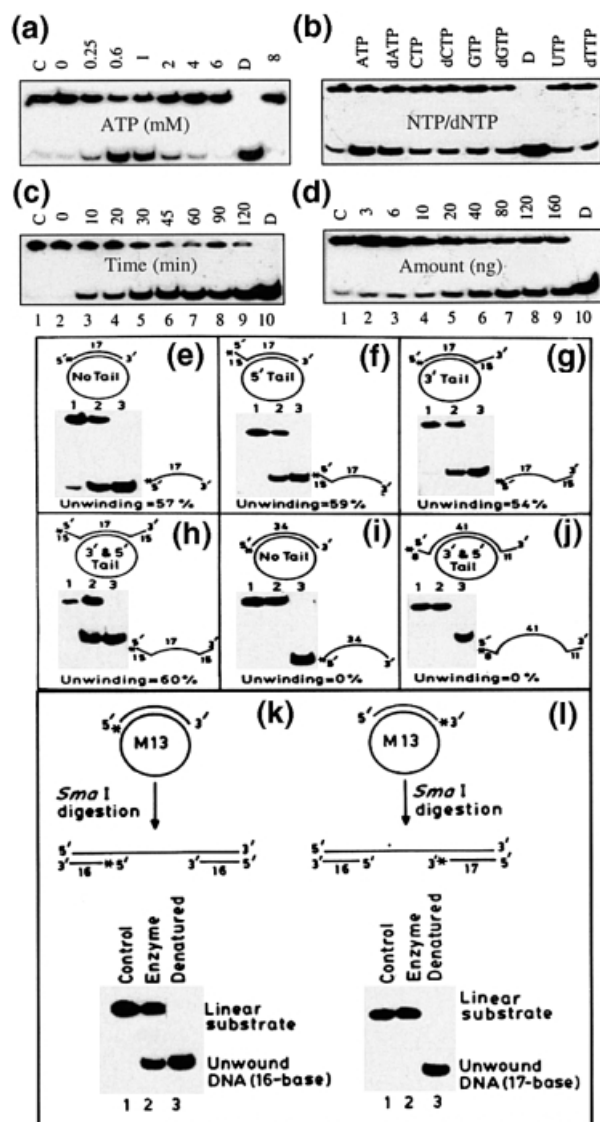 (a)
C 0 0.25 0.6 1 2 4 6 D 8
ATP (mM)
(b)
ATP dATP CTP dCTP GTP dGTP D UTP dTTP
NTP/dNTP
(c)
C 0 10 20 30 45 60 90 120 D
Time (min)
1 2 3 4 5 6 7 8 9 10
(d)
C 3 6 10 20 40 80 120 160 D
Amount (ng)
1 2 3 4 5 6 7 8 9 10
(e)
17
*5′ 3′
No Tail
1 2 3
17
*5′ 3′
Unwinding=57 %
(f)
17
*5′ 15 3′
5′ Tail
1 2 3
*5′ 15 17
Unwinding=59%
(g)
17
*5′ 15 3′
3′ Tail
1 2 3
*5′ 17 15 3′
Unwinding=54%
(h)
17
*5′ 15 15 3′
3′ & 5′
Tail
1 2 3
*5′ 15 17 15 3′
Unwinding=60%
(i)
34
*5′ 3′
No Tail
1 2 3
34
*5′ 3′
Unwinding=0%
(j)
41
*5′ 3′
11
3′ & 5′
Tail
1 2 3
41
*5′ 11 3′
Unwinding=0%
(k)
5′ * 3′
M13
Sma I
digestion
5′ 3′
3′ 16 *5′ 3′ 16 5′
Control Enzyme Denatured
Linear
substrate
Unwound
DNA (16-base)
1 2 3
(l)
5′ *3′
M13
Sma I
digestion
5′ 3′
3′ 16 5′ 3′* 17 5′
Control Enzyme Denatured
Linear
substrate
Unwound
DNA (17-base)
1 2 3